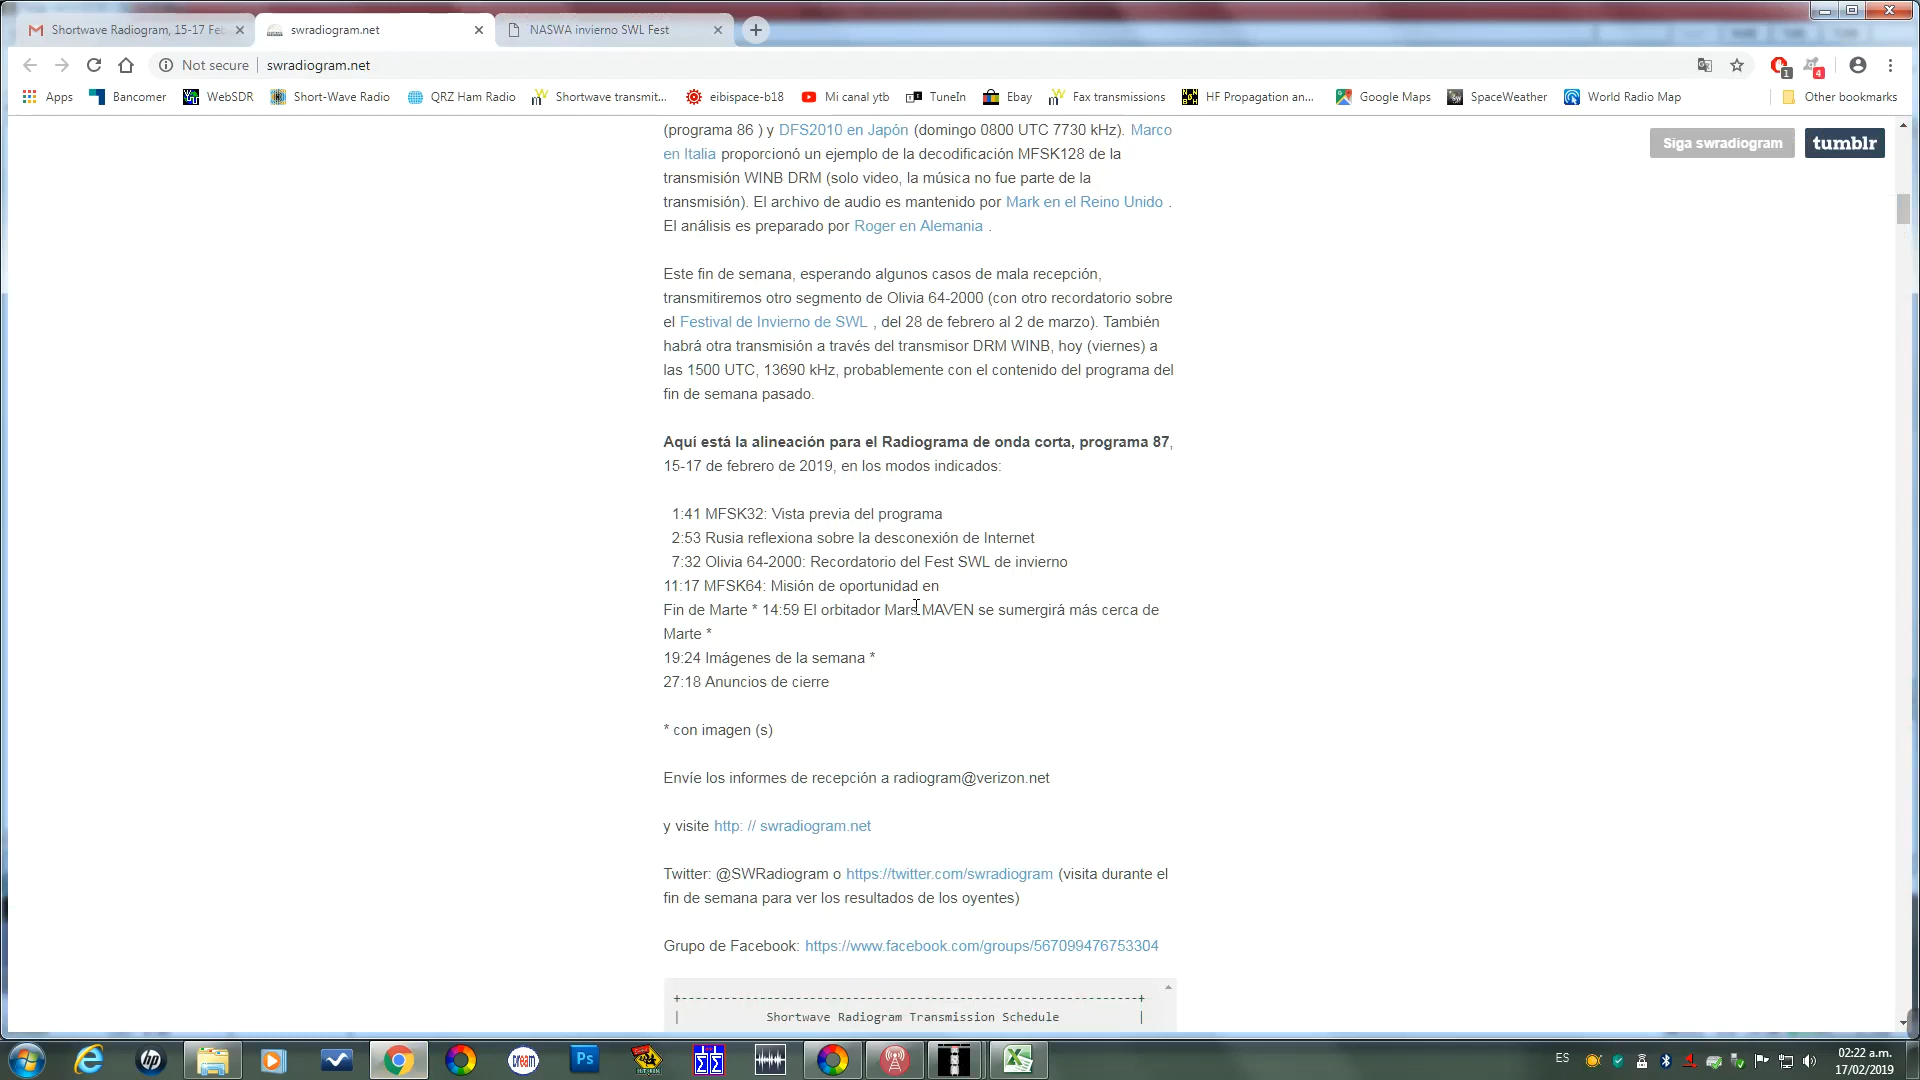 Shortwave Radiogram, 15-17 Feb
swradiogram.net
NASWA invierno SWL Fest
Not secure
swradiogram.net
1
4
Apps
Bancomer
WebSDR
Short-Wave Radio
QRZ Ham Radio
Shortwave transmit...
eibispace-b18
Mi canal ytb
TuneIn
Ebay
Fax transmissions
HF Propagation an...
Google Maps
SpaceWeather
World Radio Map
Other bookmarks
Siga swradiogram
tumblr
(programa 86 ) y DFS2010 en Japón (domingo 0800 UTC 7730 kHz). Marco
en Italia proporcionó un ejemplo de la decodificación MFSK128 de la
transmisión WINB DRM (solo video, la música no fue parte de la
transmisión). El archivo de audio es mantenido por Mark en el Reino Unido .
El análisis es preparado por Roger en Alemania .
Este fin de semana, esperando algunos casos de mala recepción,
transmitiremos otro segmento de Olivia 64-2000 (con otro recordatorio sobre
el Festival de Invierno de SWL , del 28 de febrero al 2 de marzo). También
habrá otra transmisión a través del transmisor DRM WINB, hoy (viernes) a
las 1500 UTC, 13690 kHz, probablemente con el contenido del programa del
fin de semana pasado.
Aquí está la alineación para el Radiograma de onda corta, programa 87,
15-17 de febrero de 2019, en los modos indicados:
1:41 MFSK32: Vista previa del programa
2:53 Rusia reflexiona sobre la desconexión de Internet
7:32 Olivia 64-2000: Recordatorio del Fest SWL de invierno
11:17 MFSK64: Misión de oportunidad en
Fin de Marte * 14:59 El orbitador Mars MAVEN se sumergirá más cerca de
Marte *
19:24 Imágenes de la semana *
27:18 Anuncios de cierre
* con imagen (s)
Envíe los informes de recepción a radiogram@verizon.net
y visite http: // swradiogram.net
Twitter: @SWRadiogram o https://twitter.com/swradiogram (visita durante el
fin de semana para ver los resultados de los oyentes)
Grupo de Facebook: https://www.facebook.com/groups/567099476753304
+----------------------------------------------------------------+
| Shortwave Radiogram Transmission Schedule |
hp
Dream
Ps
ES
02:22 a.m.
17/02/2019